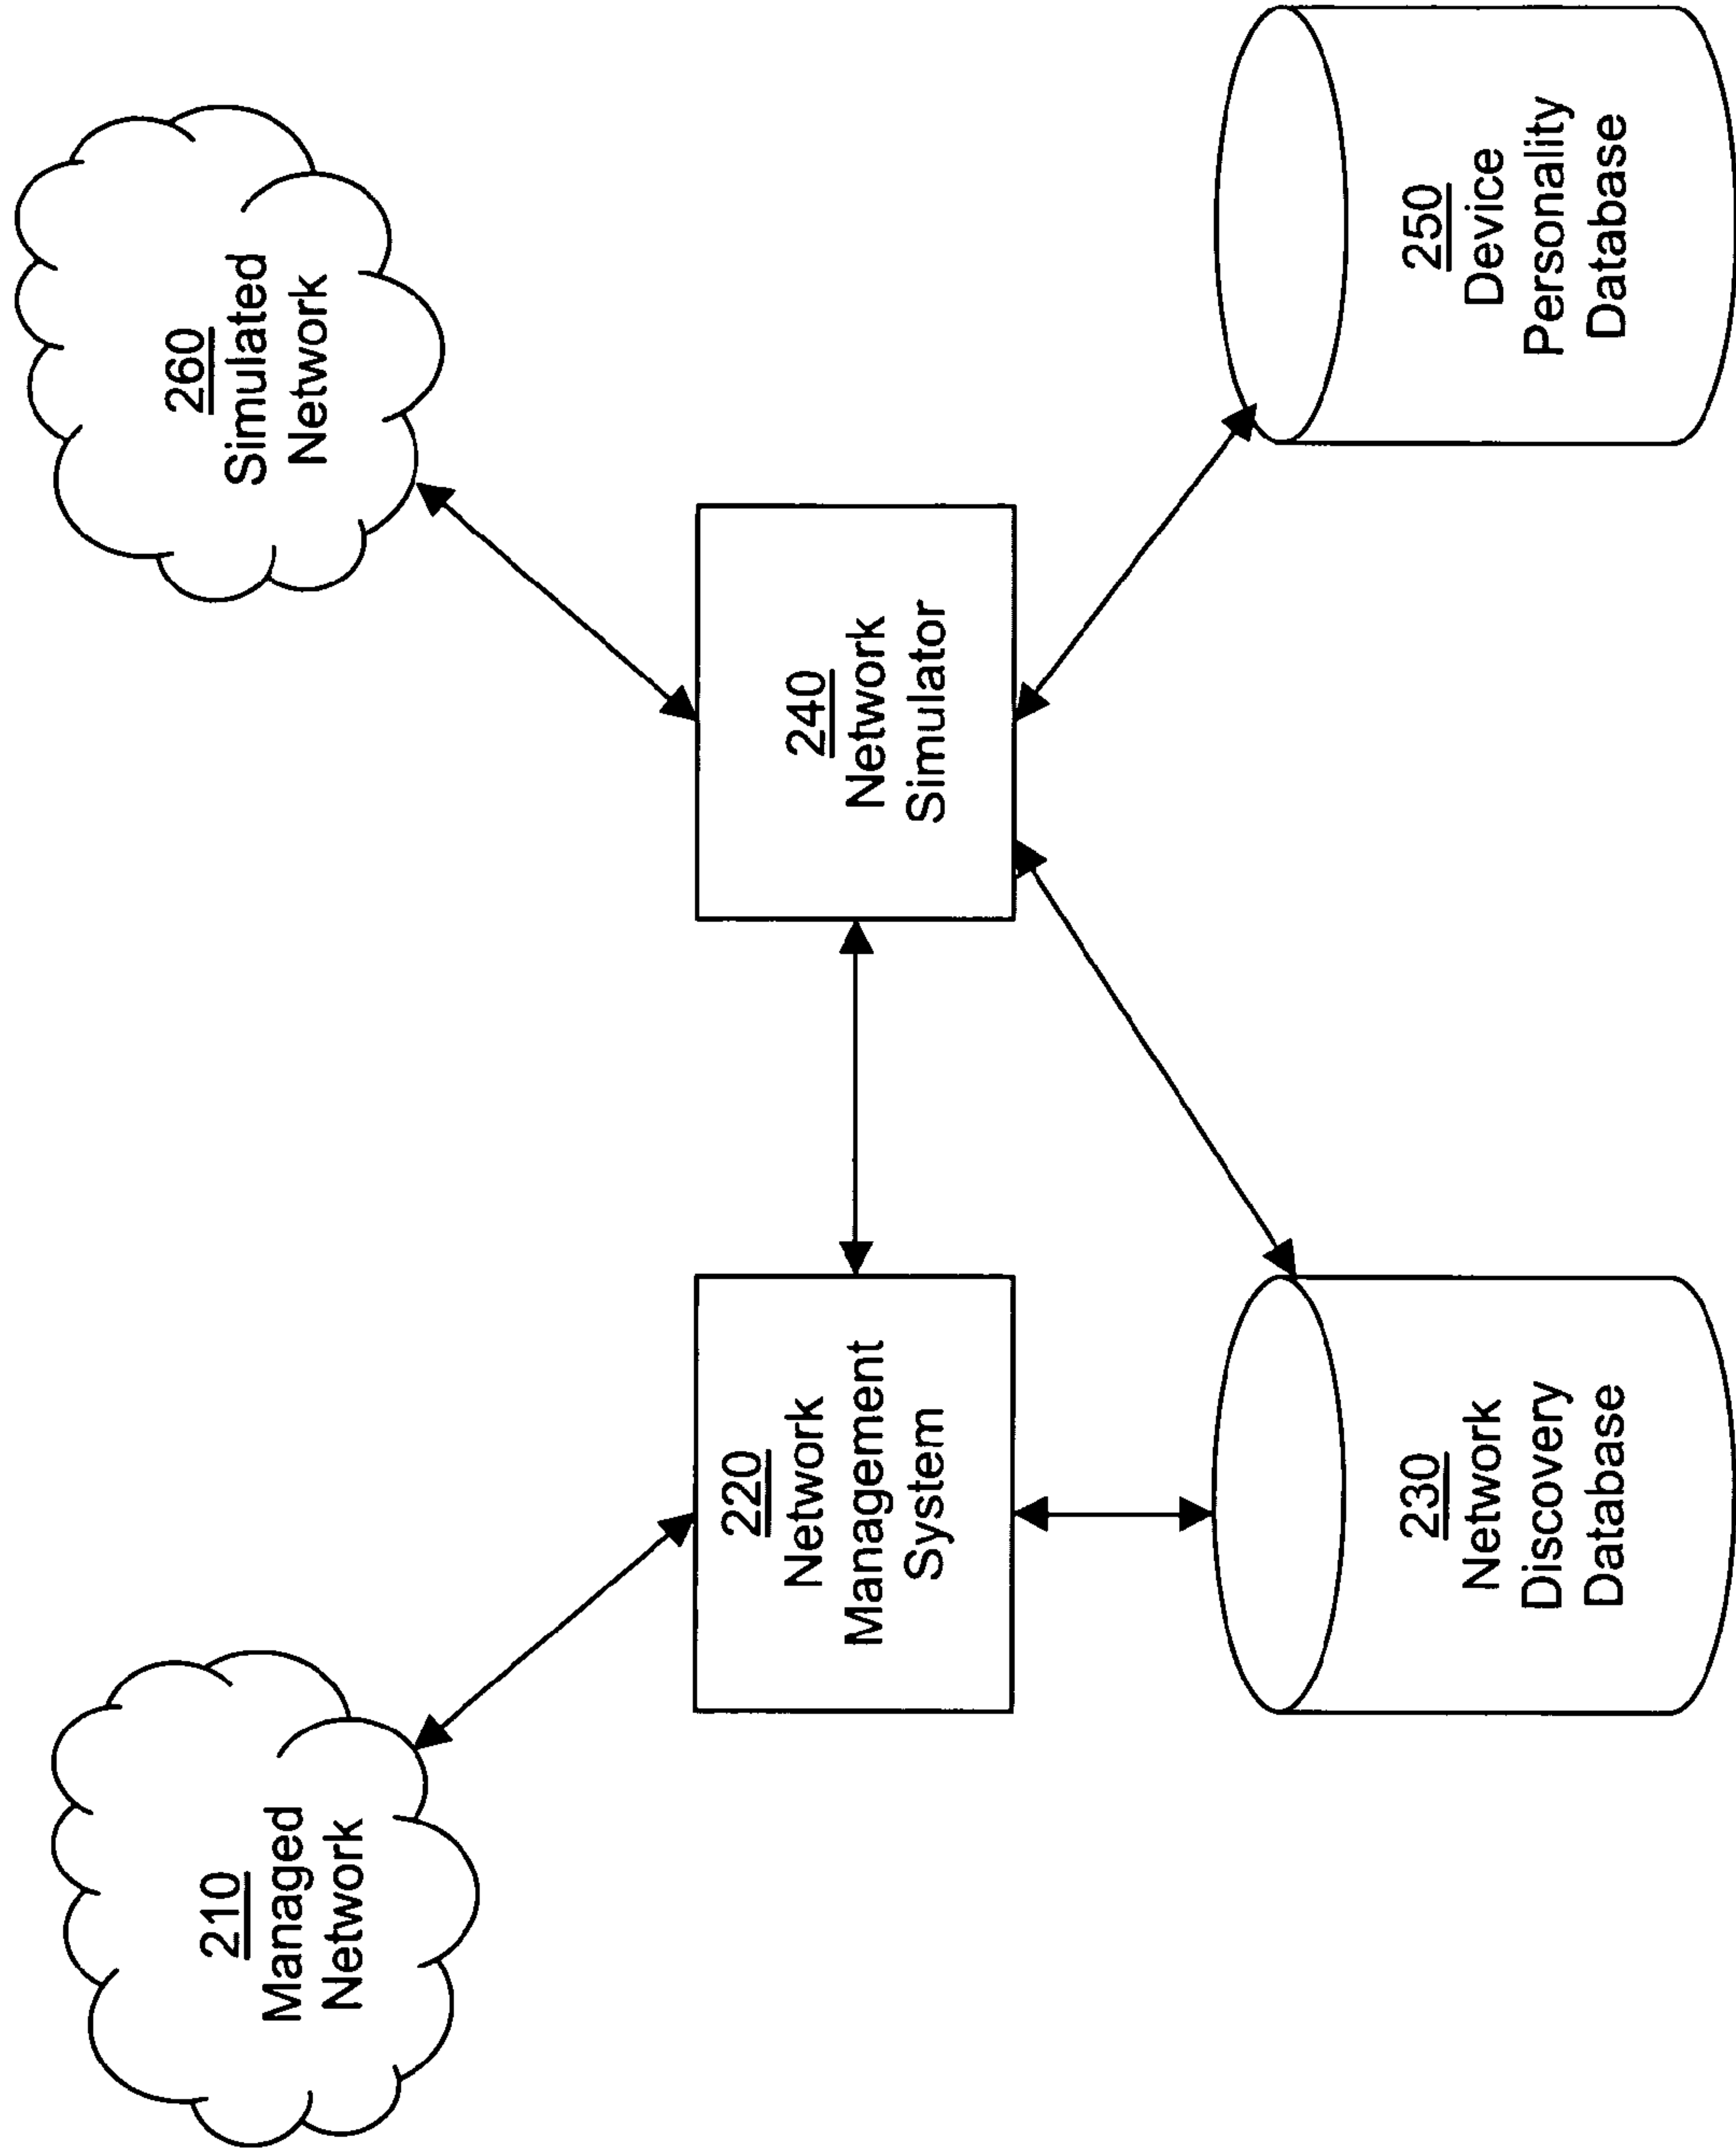 210
Managed
Network
260
Simulated
Network
220
Network
Management
System
240
Network
Simulator
230
Network
Discovery
Database
250
Device
Personality
Database